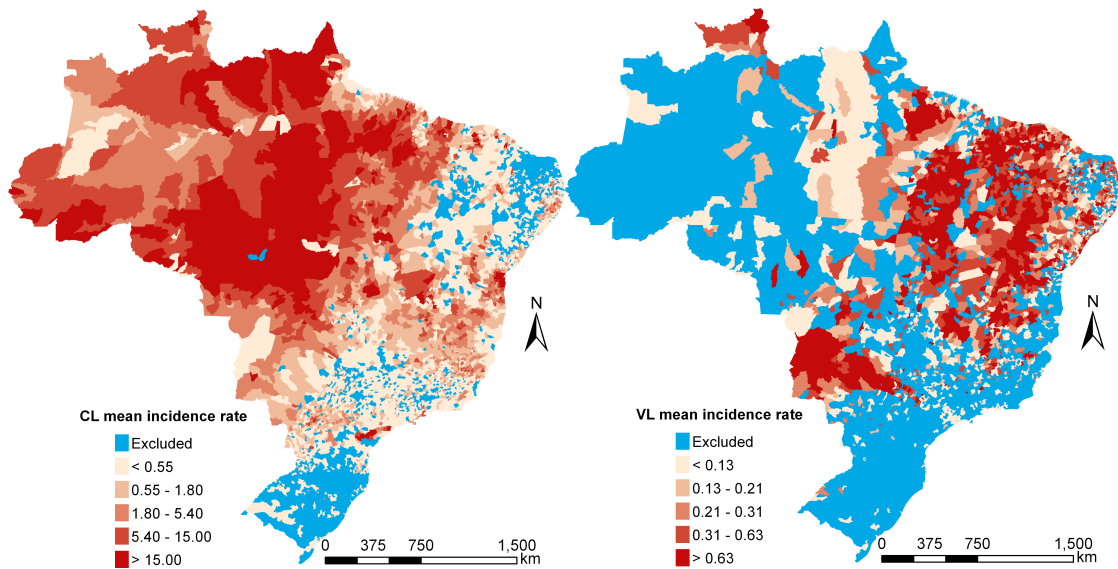 N
CL mean incidence rate
Excluded
< 0.55
0.55 - 1.80
1.80 - 5.40
5.40 - 15.00
> 15.00
0 375 750 1,500
km
N
VL mean incidence rate
Excluded
< 0.13
0.13 - 0.21
0.21 - 0.31
0.31 - 0.63
> 0.63
0 375 750 1,500
km